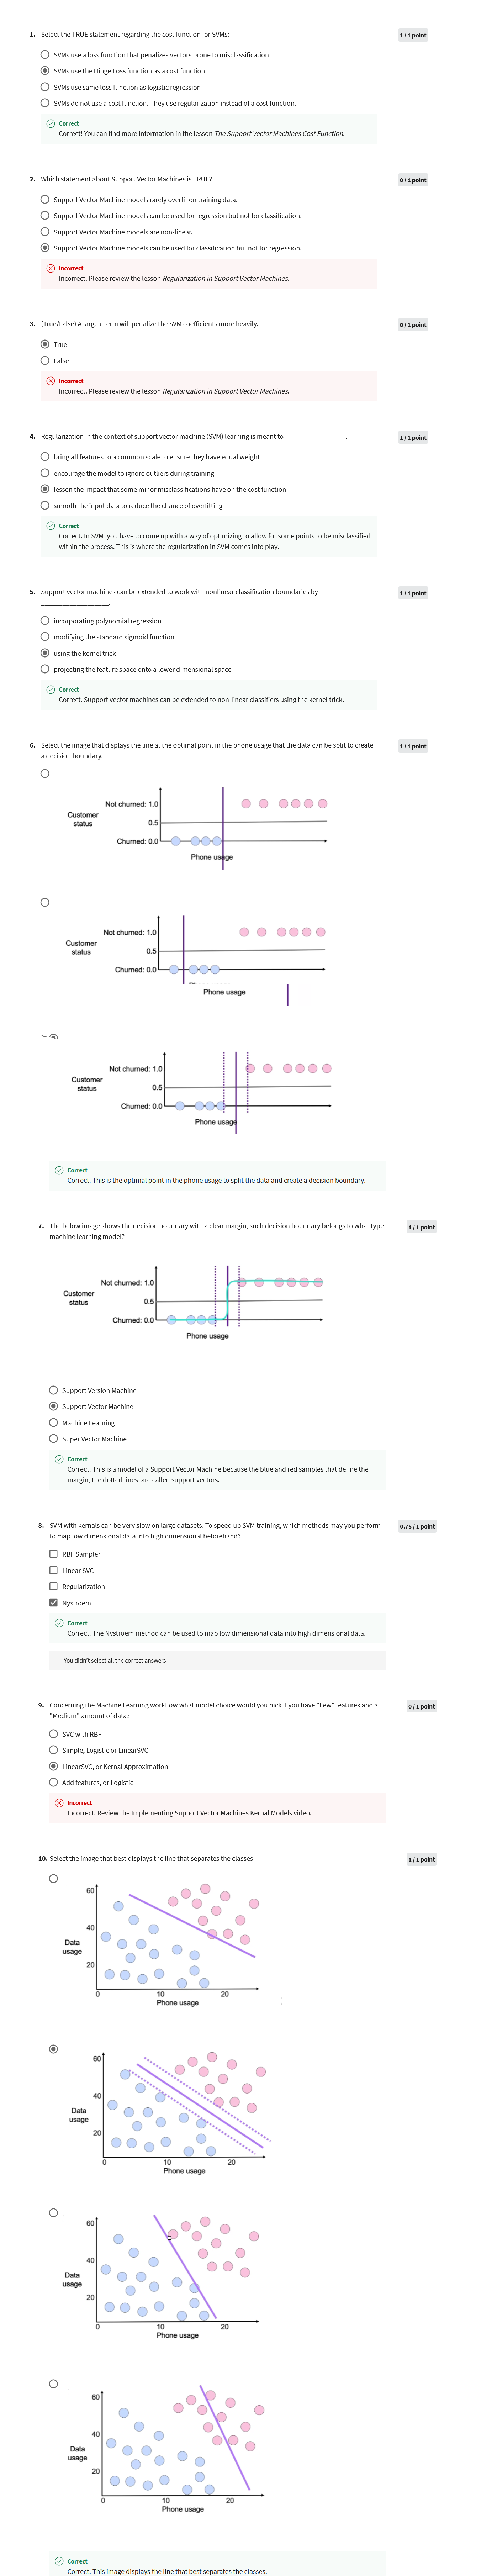 1. Select the TRUE statement regarding the cost function for SVMs:
1 / 1 point
SVMs use a loss function that penalizes vectors prone to misclassification
SVMs use the Hinge Loss function as a cost function
SVMs use same loss function as logistic regression
SVMs do not use a cost function. They use regularization instead of a cost function.
Correct
Correct! You can find more information in the lesson The Support Vector Machines Cost Function.
2. Which statement about Support Vector Machines is TRUE?
0 / 1 point
Support Vector Machine models rarely overfit on training data.
Support Vector Machine models can be used for regression but not for classification.
Support Vector Machine models are non-linear.
Support Vector Machine models can be used for classification but not for regression.
Incorrect
Incorrect. Please review the lesson Regularization in Support Vector Machines.
3. (True/False) A large c term will penalize the SVM coefficients more heavily.
0 / 1 point
True
False
Incorrect
Incorrect. Please review the lesson Regularization in Support Vector Machines.
4. Regularization in the context of support vector machine (SVM) learning is meant to ________________.
1 / 1 point
bring all features to a common scale to ensure they have equal weight
encourage the model to ignore outliers during training
lessen the impact that some minor misclassifications have on the cost function
smooth the input data to reduce the chance of overfitting
Correct
Correct. In SVM, you have to come up with a way of optimizing to allow for some points to be misclassified
within the process. This is where the regularization in SVM comes into play.
5. Support vector machines can be extended to work with nonlinear classification boundaries by
__________________.
1 / 1 point
incorporating polynomial regression
modifying the standard sigmoid function
using the kernel trick
projecting the feature space onto a lower dimensional space
Correct
Correct. Support vector machines can be extended to non-linear classifiers using the kernel trick.
6. Select the image that displays the line at the optimal point in the phone usage that the data can be split to create
a decision boundary.
1 / 1 point
Not churned: 1.0
Customer
status
0.5
Churned: 0.0
Phone usage
Not churned: 1.0
Customer
status
0.5
Churned: 0.0
Phone usage
Not churned: 1.0
Customer
status
0.5
Churned: 0.0
Phone usage
Correct
Correct. This is the optimal point in the phone usage to split the data and create a decision boundary.
7. The below image shows the decision boundary with a clear margin, such decision boundary belongs to what type
machine learning model?
1 / 1 point
Not churned: 1.0
Customer
status
0.5
Churned: 0.0
Phone usage
Support Version Machine
Support Vector Machine
Machine Learning
Super Vector Machine
Correct
Correct. This is a model of a Support Vector Machine because the blue and red samples that define the
margin, the dotted lines, are called support vectors.
8. SVM with kernals can be very slow on large datasets. To speed up SVM training, which methods may you perform
to map low dimensional data into high dimensional beforehand?
0.75 / 1 point
RBF Sampler
Linear SVC
Regularization
Nystroem
Correct
Correct. The Nystroem method can be used to map low dimensional data into high dimensional data.
You didn't select all the correct answers
9. Concerning the Machine Learning workflow what model choice would you pick if you have "Few" features and a
"Medium" amount of data?
0 / 1 point
SVC with RBF
Simple, Logistic or LinearSVC
LinearSVC, or Kernal Approximation
Add features, or Logistic
Incorrect
Incorrect. Review the Implementing Support Vector Machines Kernal Models video.
10. Select the image that best displays the line that separates the classes.
1 / 1 point
60
40
Data
usage
20
0 10 20
Phone usage
60
40
Data
usage
20
0 10 20
Phone usage
60
40
Data
usage
20
0 10 20
Phone usage
60
40
Data
usage
20
0 10 20
Phone usage
Correct
Correct. This image displays the line that best separates the classes.